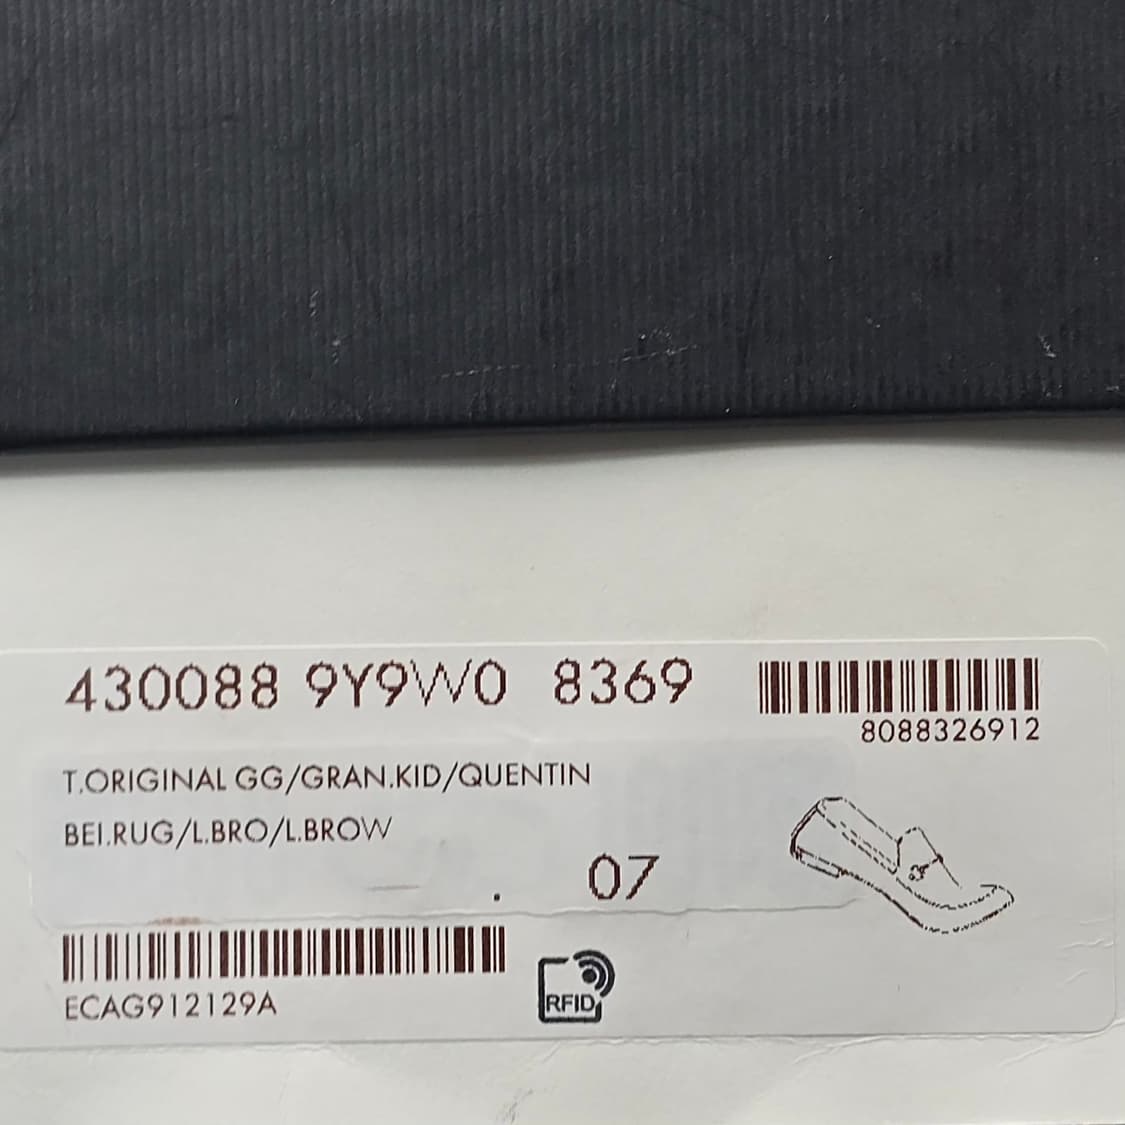 430088 9Y9W0 8369
8088326912
T.ORIGINAL GG/GRAN.KID/QUENTIN
BEI.RUG/L.BRO/L.BROW
. 07
ECAG912129A
RFID